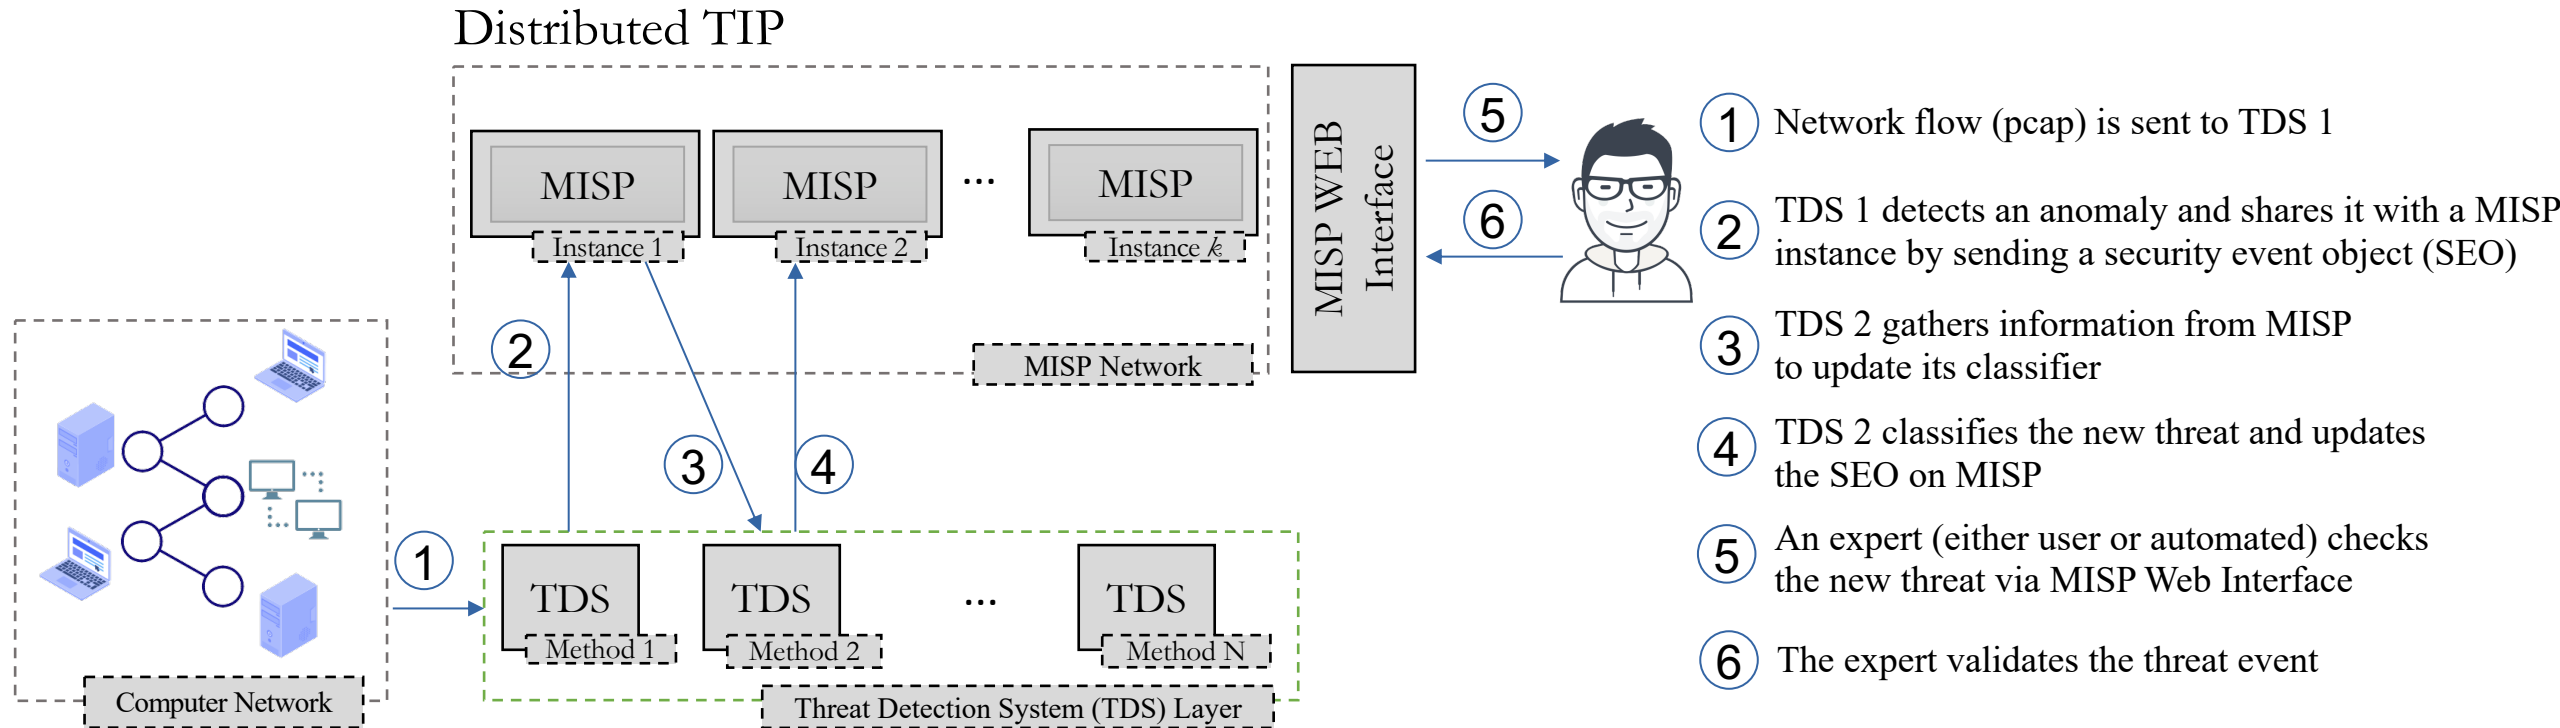 Distributed TIP
MISP
MISP
...
MISP
Instance 1
Instance 2
Instance k
MISP Network
MISP WEB
Interface
5
6
2
3
4
1
TDS
TDS
...
TDS
Method 1
Method 2
Method N
Computer Network
Threat Detection System (TDS) Layer
1 Network flow (pcap) is sent to TDS 1
2 TDS 1 detects an anomaly and shares it with a MISP
instance by sending a security event object (SEO)
3 TDS 2 gathers information from MISP
to update its classifier
4 TDS 2 classifies the new threat and updates
the SEO on MISP
5 An expert (either user or automated) checks
the new threat via MISP Web Interface
6 The expert validates the threat event